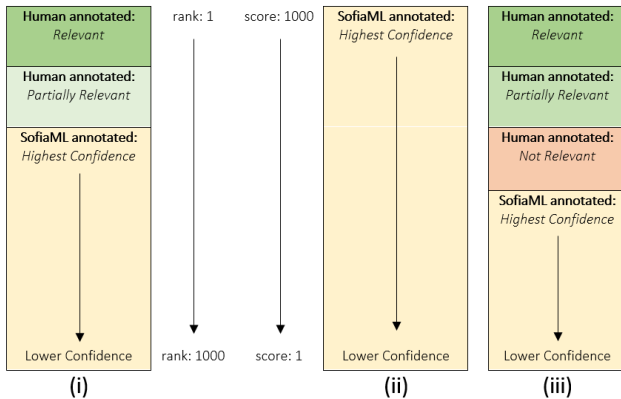 Human annotated:
Relevant
Human annotated:
Partially Relevant
SofiaML annotated:
Highest Confidence
Lower Confidence
(i)
rank: 1
rank: 1000
score: 1000
score: 1
SofiaML annotated:
Highest Confidence
Lower Confidence
(ii)
Human annotated:
Relevant
Human annotated:
Partially Relevant
Human annotated:
Not Relevant
SofiaML annotated:
Highest Confidence
Lower Confidence
(iii)